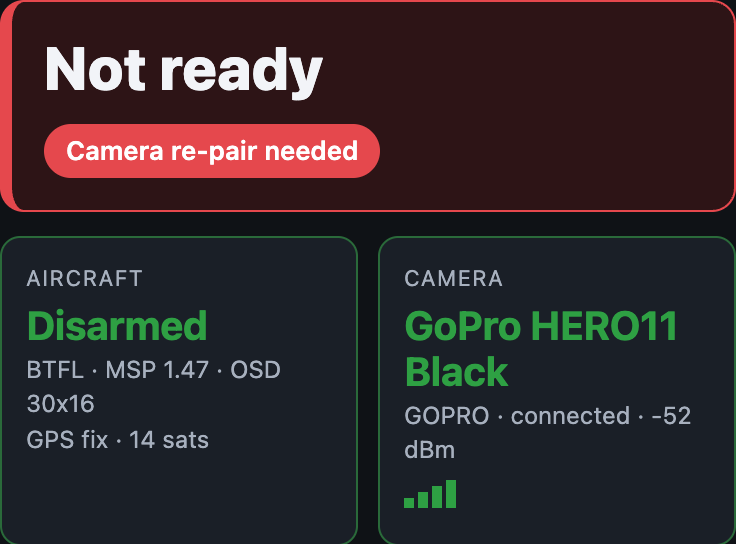 Not ready
Camera re-pair needed
AIRCRAFT
Disarmed
BTFL · MSP 1.47 · OSD
30x16
GPS fix · 14 sats
CAMERA
GoPro HERO11
Black
GOPRO · connected · -52
dBm